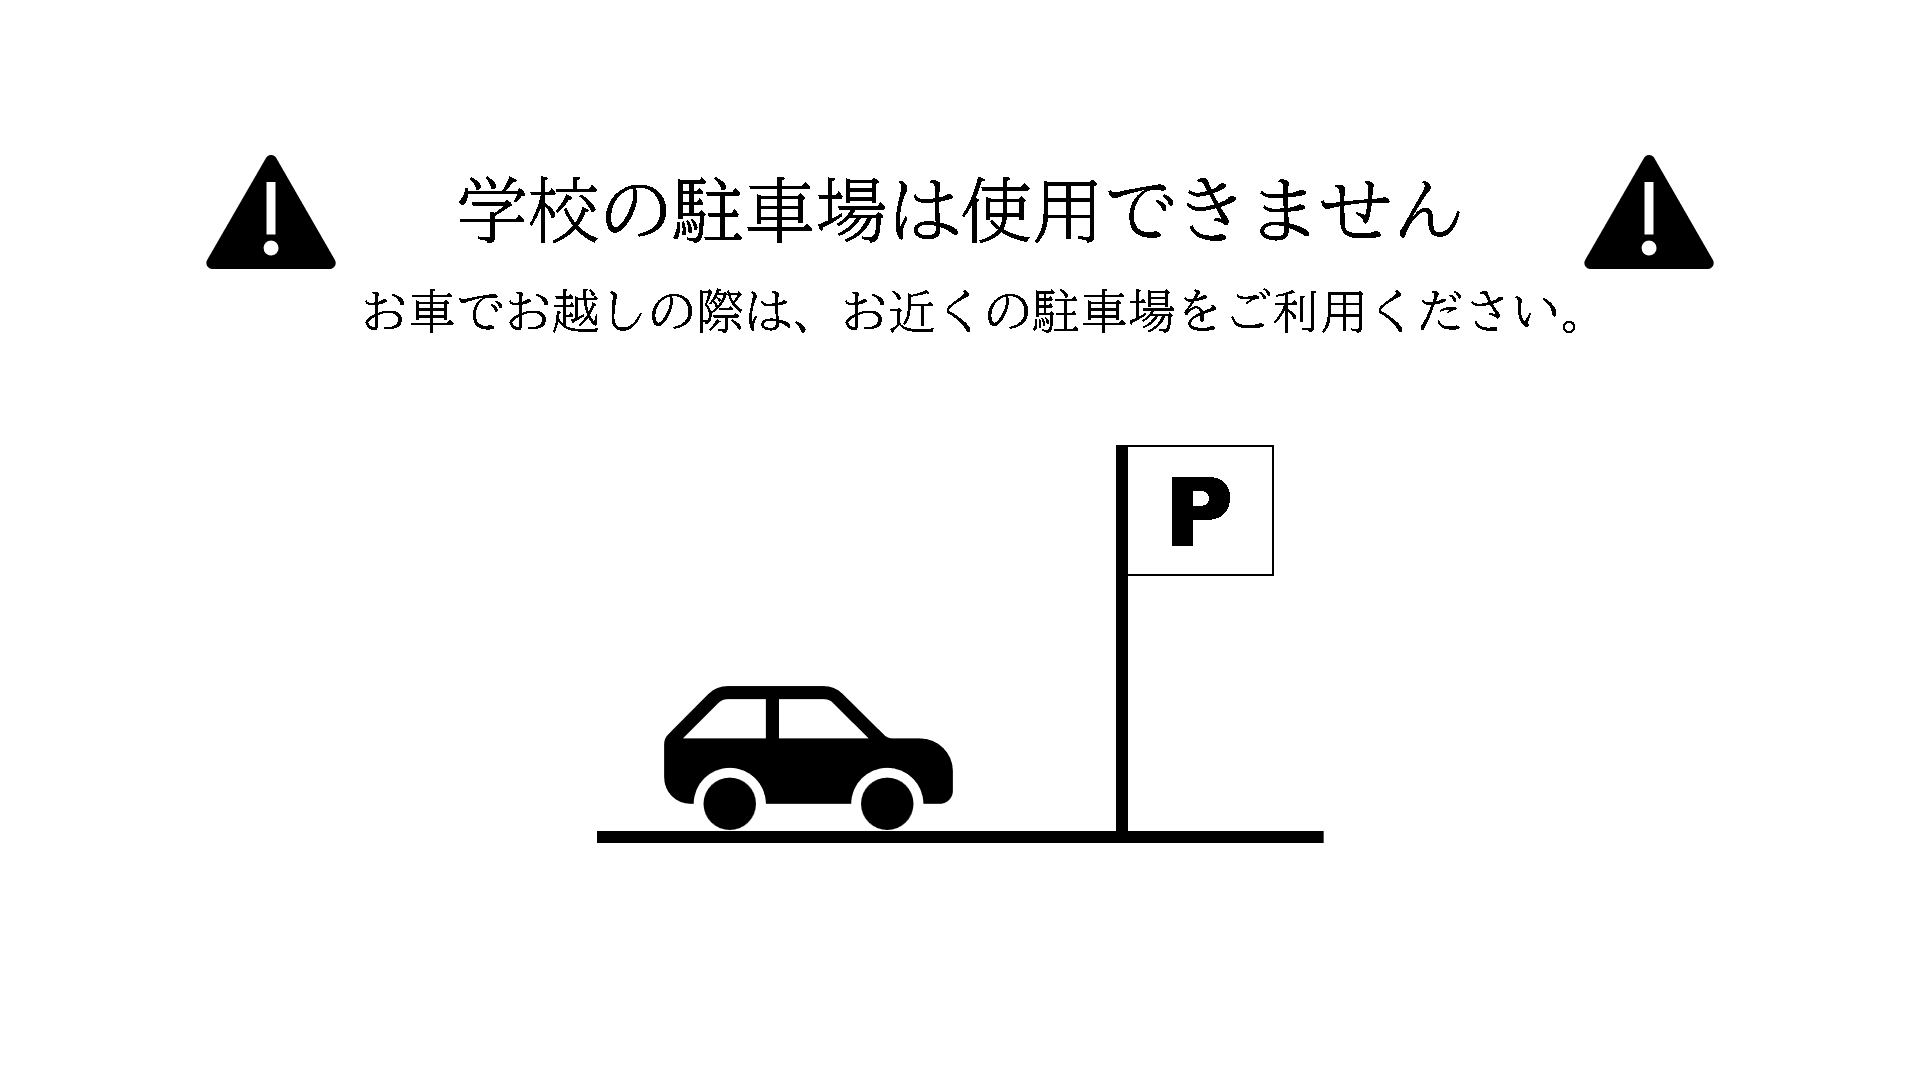 学校の駐車場は使用できません
お車でお越しの際は、お近くの駐車場をご利用ください。
P